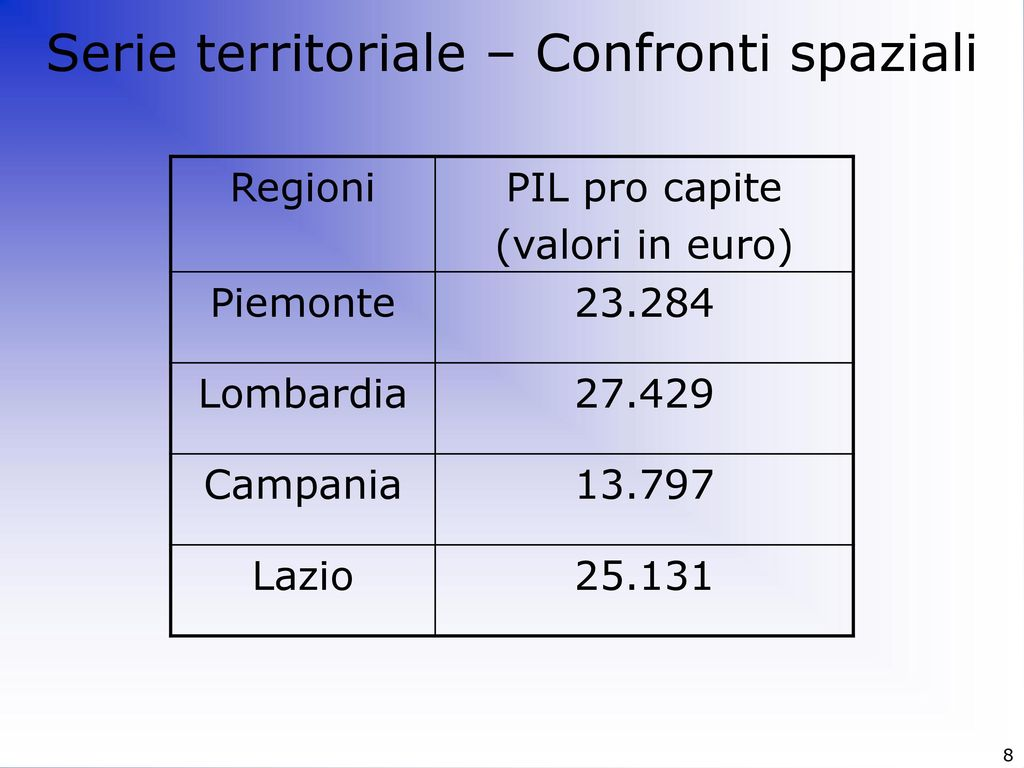 Serie territoriale – Confronti spaziali
Regioni
PIL pro capite
(valori in euro)
Piemonte
23.284
Lombardia
27.429
Campania
13.797
Lazio
25.131
8